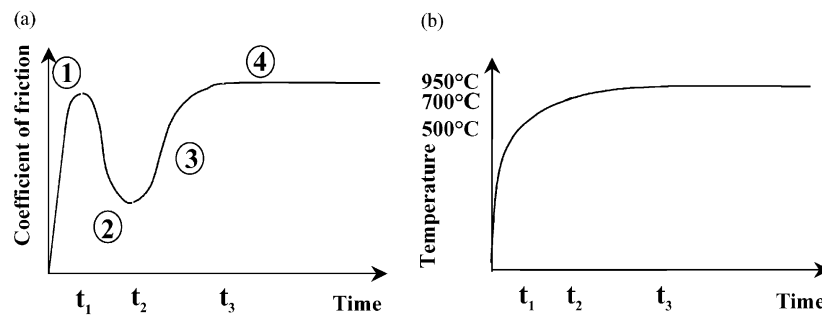 (a)
Coefficient of friction
1
2
3
4
t1 t2 t3 Time
(b)
Temperature
950°C
700°C
500°C
t1 t2 t3 Time